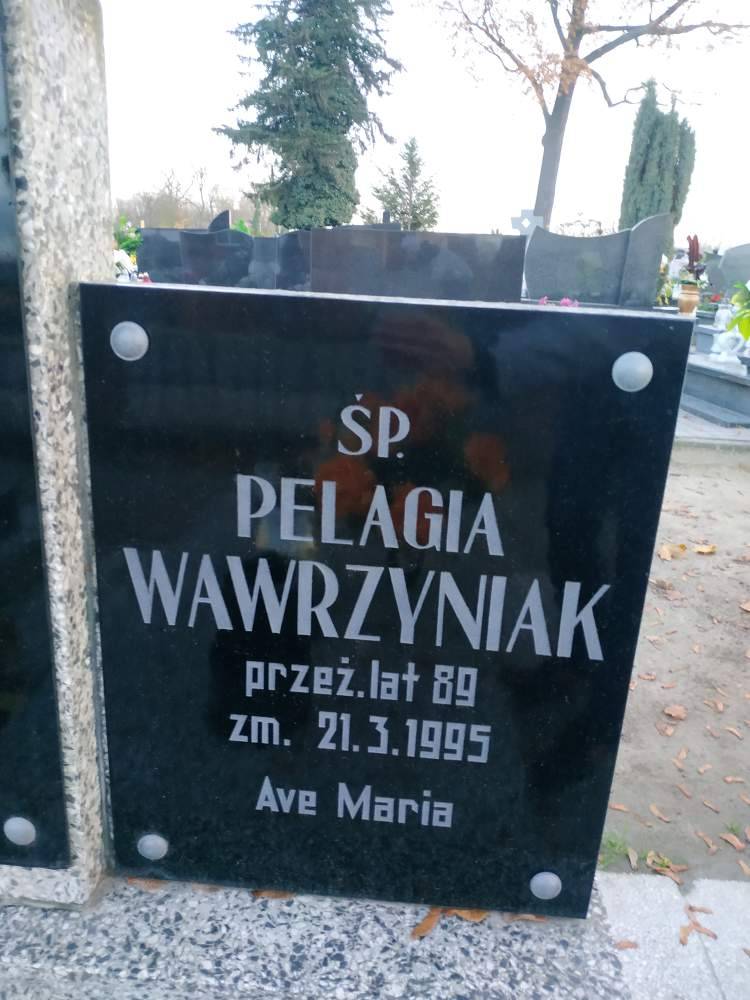 ŚP.
PELAGIA
WAWRZYNIAK
przeż. lat 89
zm. 21.3.1995
Ave Maria